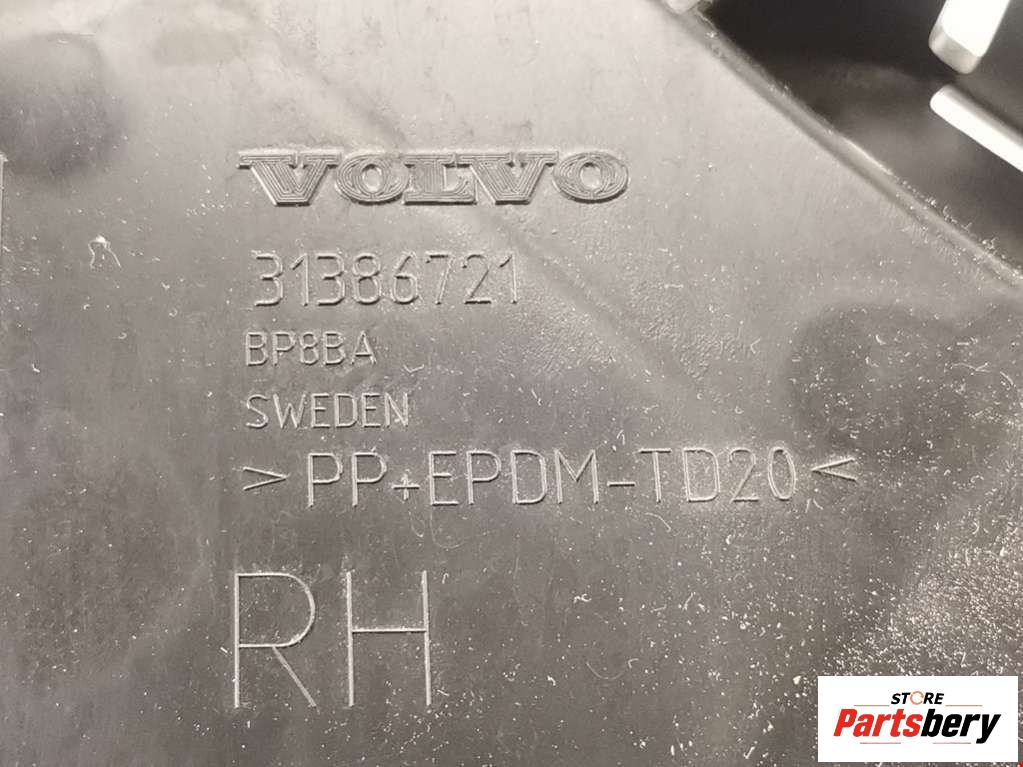 VOLVO
31386721
BP8BA
SWEDEN
>PP+EPDM-TD20<
RH
STORE
Partsbery